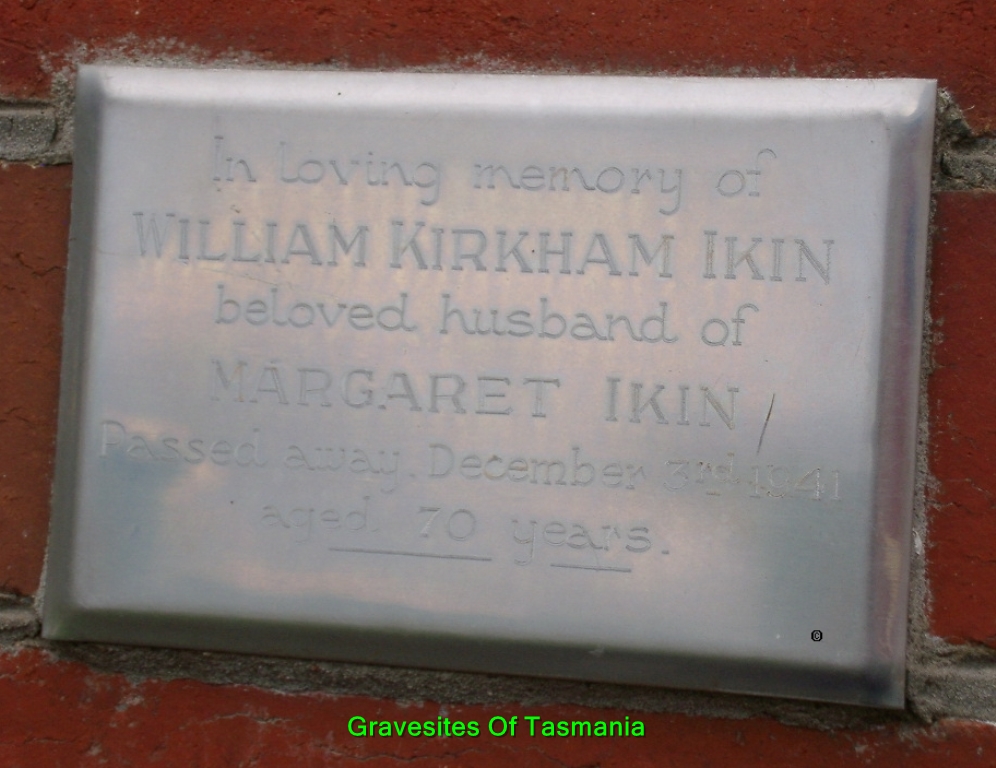 In loving memory of
WILLIAM KIRKHAM IKIN
beloved husband of
MARGARET IKIN
Passed away. December 3rd 1941
aged 70 years.
©
Gravesites Of Tasmania